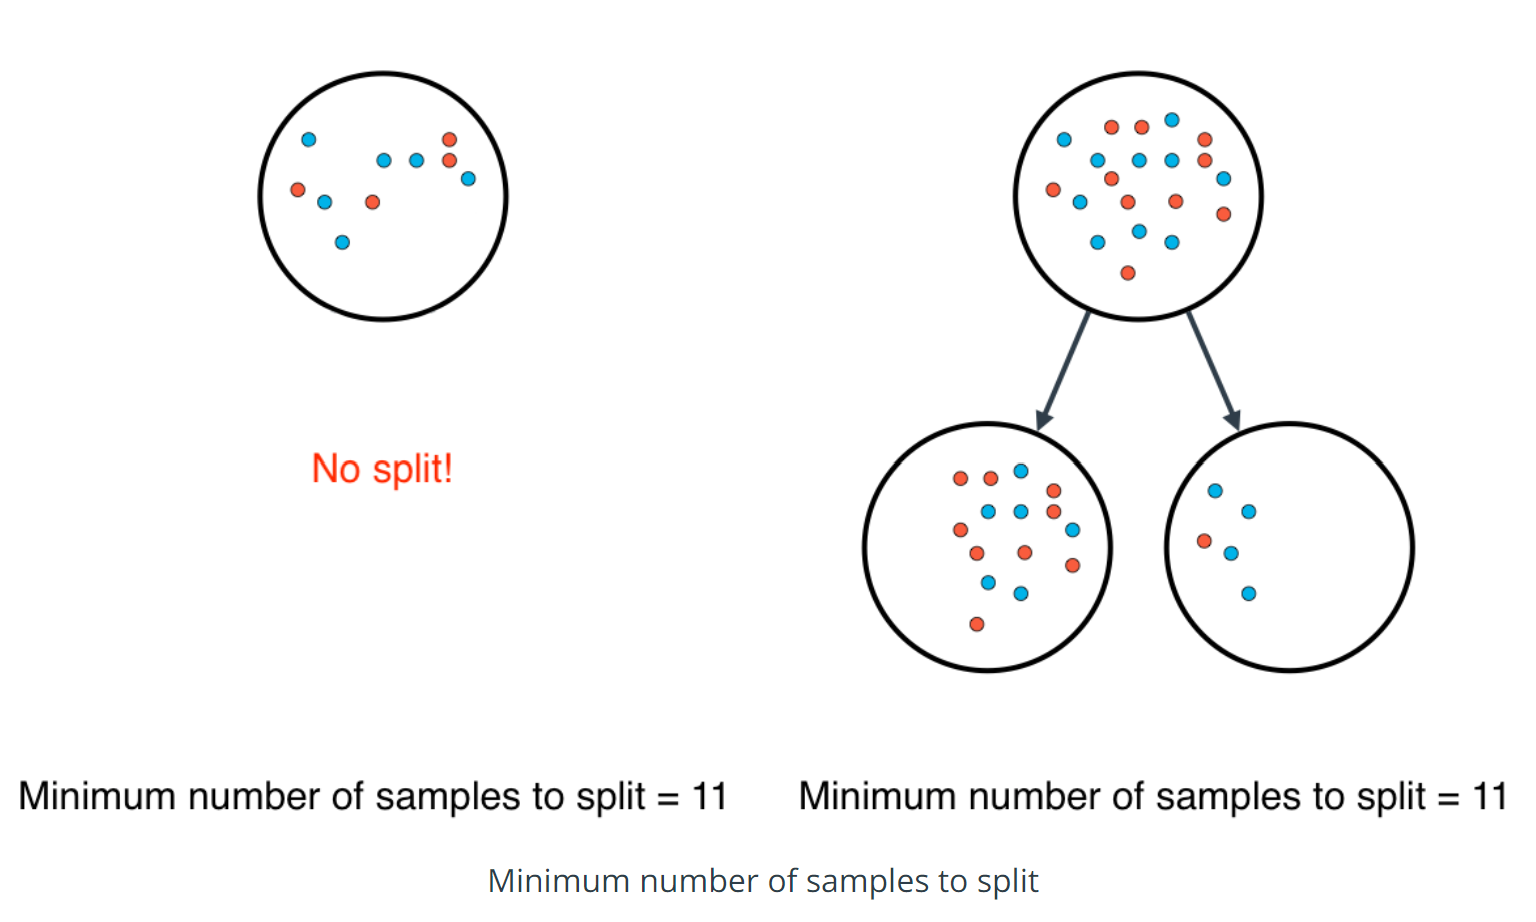 No split!
Minimum number of samples to split = 11
Minimum number of samples to split = 11
Minimum number of samples to split